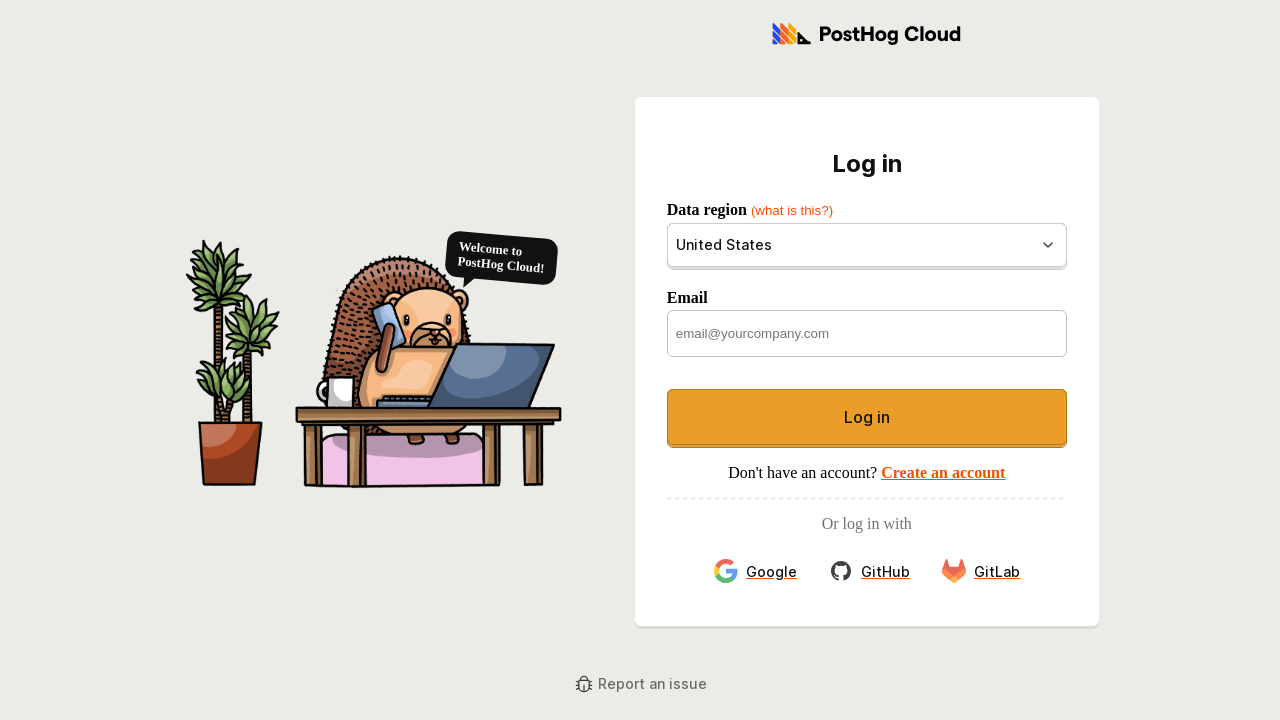 PostHog Cloud
Welcome to
PostHog Cloud!
Log in
Data region (what is this?)
United States
Email
email@yourcompany.com
Log in
Don't have an account? Create an account
Or log in with
Google
GitHub
GitLab
Report an issue